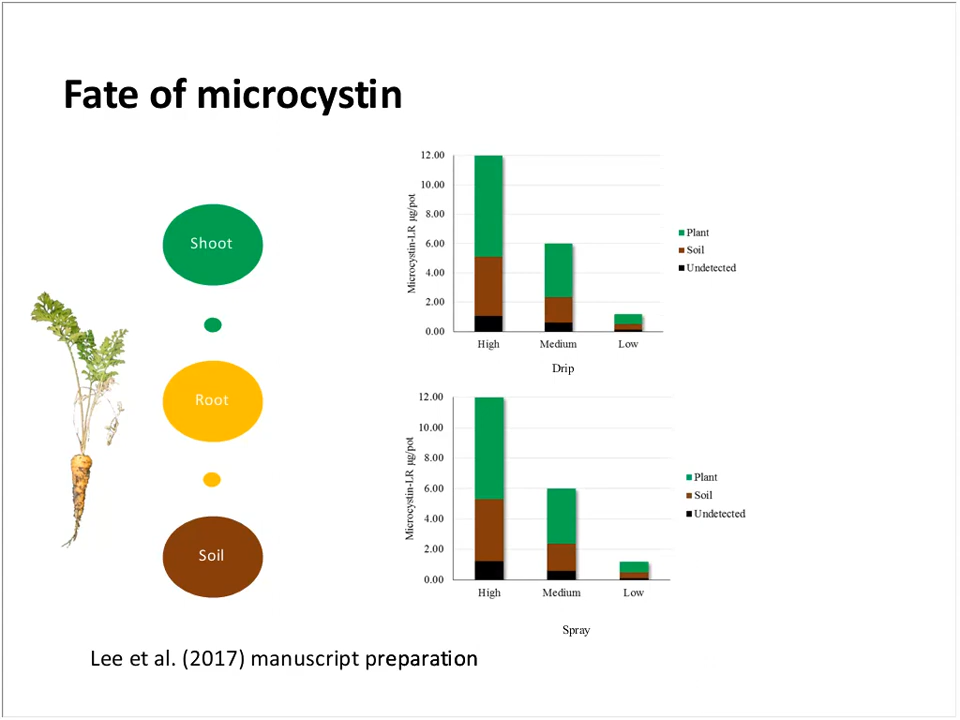 Fate of microcystin
Shoot
Root
Soil
Microcystin-LR µg/pot
12.00
10.00
8.00
6.00
4.00
2.00
0.00
High Medium Low
Drip
Plant
Soil
Undetected
Microcystin-LR µg/pot
12.00
10.00
8.00
6.00
4.00
2.00
0.00
High Medium Low
Spray
Plant
Soil
Undetected
Lee et al. (2017) manuscript preparation